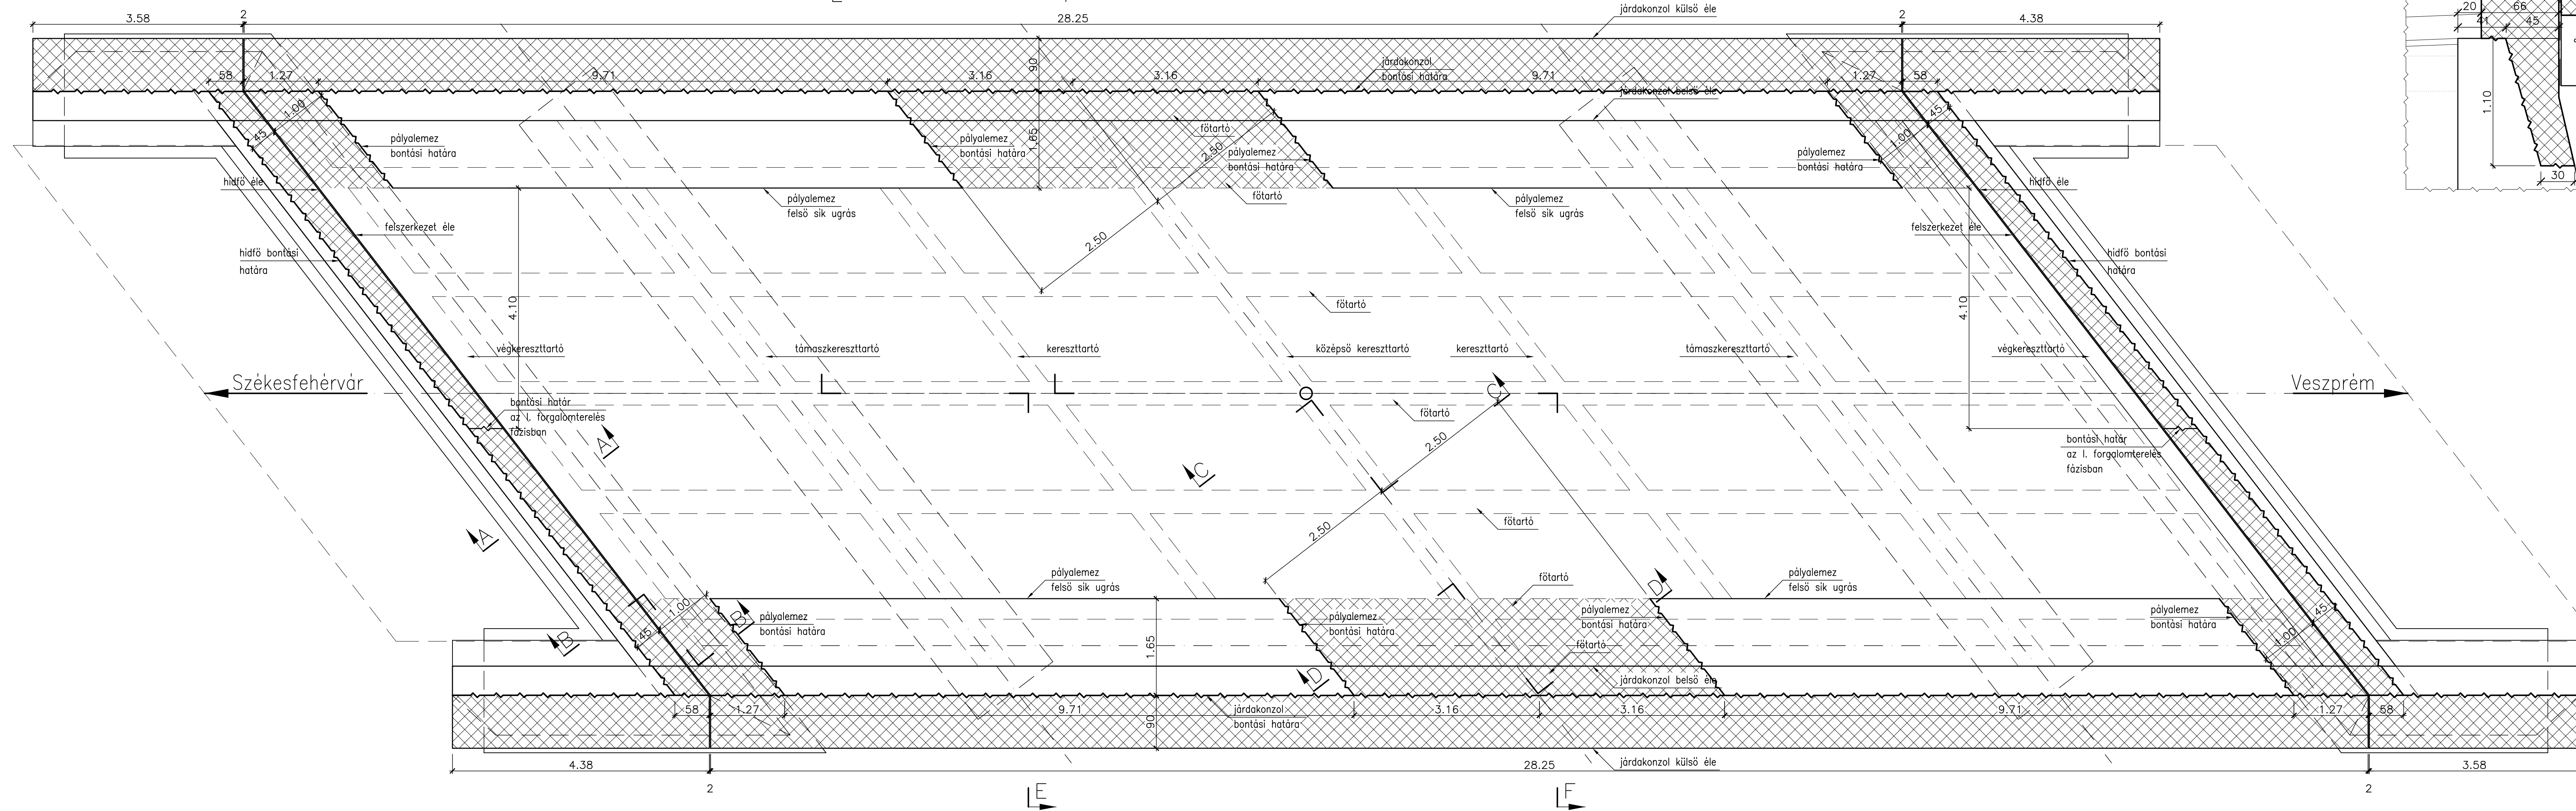 3.58
2
28.25
járdakonzol külső éle
2
4.38
20
66
41
45
58
1.27
9.71
90
3.16
3.16
járdakonzol
bontási határa
9.71
1.27
58
járdakonzol belső éle
1.10
30
45
1.00
pályalemez
bontási határa
pályalemez
bontási határa
1.65
főtartó
pályalemez
bontási határa
2.50
pályalemez
bontási határa
1.00
45
hídfő éle
pályalemez
felső sík ugrás
főtartó
pályalemez
felső sík ugrás
hídfő éle
felszerkezet éle
2.50
felszerkezet éle
hídfő bontási
határa
hídfő bontási
határa
4.10
főtartó
4.10
végkereszttartó
támaszkereszttartó
kereszttartó
középső kereszttartó
kereszttartó
támaszkereszttartó
végkereszttartó
Székesfehérvár
Veszprém
bontási határ
az I. forgalomterelés
fázisban
A
főtartó
C
2.50
bontási határ
az I. forgalomterelés
fázisban
C
A
2.50
főtartó
pályalemez
felső sík ugrás
főtartó
D
pályalemez
felső sík ugrás
1.00
45
B
B
pályalemez
bontási határa
1.65
pályalemez
bontási határa
pályalemez
bontási határa
főtartó
pályalemez
bontási határa
45
1.00
D
járdakonzol belső éle
58
1.27
9.71
90
járdakonzol
bontási határa
3.16
3.16
9.71
1.27
58
4.38
28.25
járdakonzol külső éle
3.58
2
E
F
2